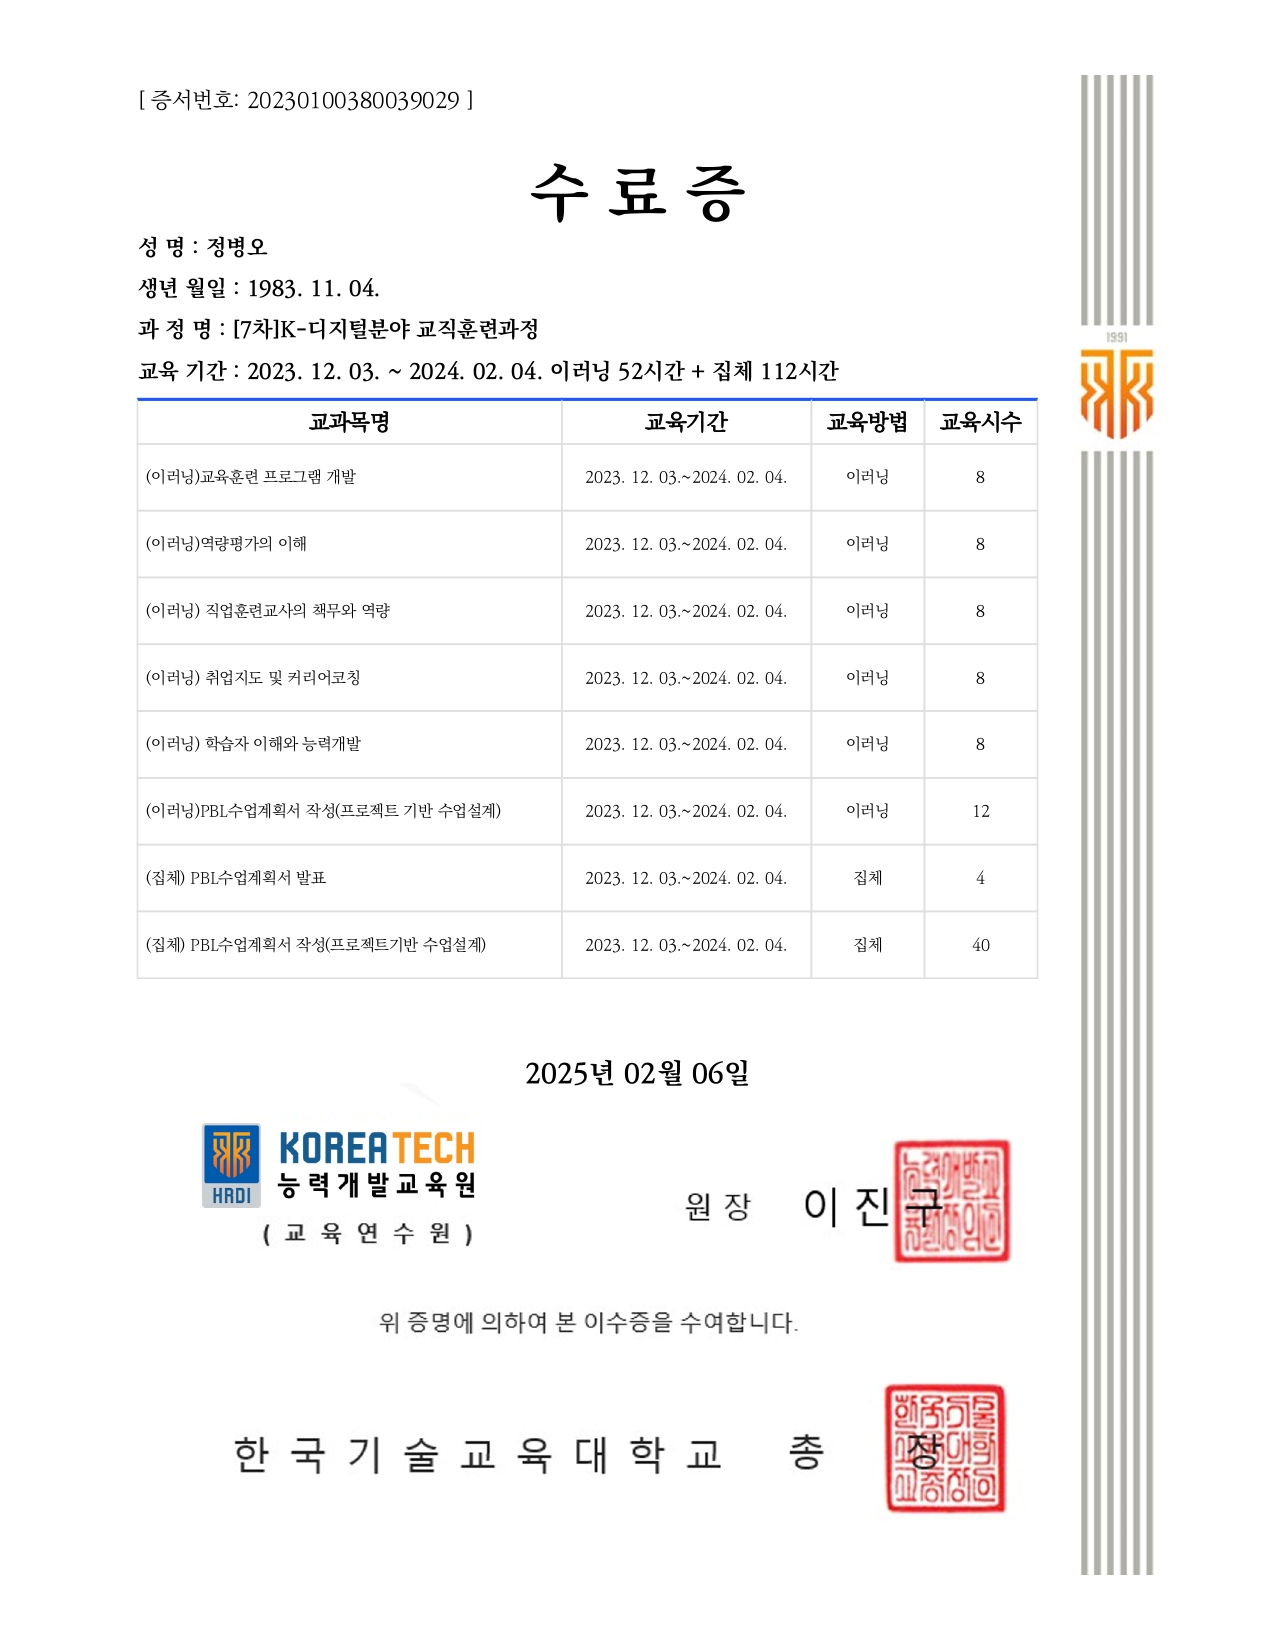 [ 증서번호: 20230100380039029 ]
수 료 증
성 명 : 정병오
생년 월일 : 1983. 11. 04.
과 정 명 : [7차]K-디지털분야 교직훈련과정
교육 기간 : 2023. 12. 03. ~ 2024. 02. 04. 이러닝 52시간 + 집체 112시간
1991
교과목명 교육기간 교육방법 교육시수
(이러닝)교육훈련 프로그램 개발 2023. 12. 03.~2024. 02. 04. 이러닝 8
(이러닝)역량평가의 이해 2023. 12. 03.~2024. 02. 04. 이러닝 8
(이러닝) 직업훈련교사의 책무와 역량 2023. 12. 03.~2024. 02. 04. 이러닝 8
(이러닝) 취업지도 및 커리어코칭 2023. 12. 03.~2024. 02. 04. 이러닝 8
(이러닝) 학습자 이해와 능력개발 2023. 12. 03.~2024. 02. 04. 이러닝 8
(이러닝)PBL수업계획서 작성(프로젝트 기반 수업설계) 2023. 12. 03.~2024. 02. 04. 이러닝 12
(집체) PBL수업계획서 발표 2023. 12. 03.~2024. 02. 04. 집체 4
(집체) PBL수업계획서 작성(프로젝트기반 수업설계) 2023. 12. 03.~2024. 02. 04. 집체 40
2025년 02월 06일
HRDI
KOREATECH
능력개발교육원
( 교 육 연 수 원 )
원 장 이 진 구
위 증명에 의하여 본 이수증을 수여합니다.
한 국 기 술 교 육 대 학 교 총 장